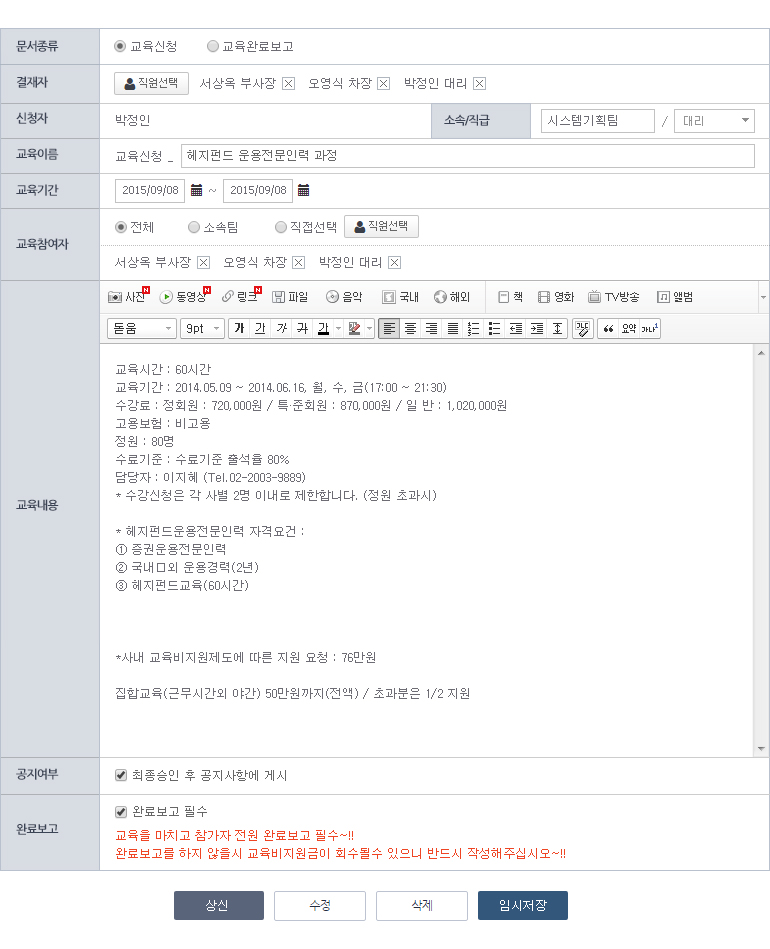 문서종류 교육신청 교육완료보고
결재자 직원선택 서상옥 부사장 오영식 차장 박정인 대리
신청자 박정인 소속/직급 시스템기획팀 / 대리
교육이름 교육신청 _ 헤지펀드 운용전문인력 과정
교육기간 2015/09/08 ~ 2015/09/08
교육참여자 전체 소속팀 직접선택 직원선택
서상옥 부사장 오영식 차장 박정인 대리
사진 동영상 링크 파일 음악 국내 해외 책 영화 TV방송 앨범
돋움 9pt 가 가 가 가 가 요약 가나다
교육내용
교육시간 : 60시간
교육기간 : 2014.05.09 ~ 2014.06.16, 월, 수, 금(17:00 ~ 21:30)
수강료 : 정회원 : 720,000원 / 특·준회원 : 870,000원 / 일 반 : 1,020,000원
고용보험 : 비고용
정원 : 80명
수료기준 : 수료기준 출석율 80%
담당자 : 이지혜 (Tel.02-2003-9889)
* 수강신청은 각 사별 2명 이내로 제한합니다. (정원 초과시)
* 헤지펀드운용전문인력 자격요건 :
① 증권운용전문인력
② 국내ㅁ외 운용경력(2년)
③ 헤지펀드교육(60시간)
*사내 교육비지원제도에 따른 지원 요청 : 76만원
집합교육(근무시간외 야간) 50만원까지(전액) / 초과분은 1/2 지원
공지여부 최종승인 후 공지사항에 게시
완료보고 완료보고 필수
교육을 마치고 참가자 전원 완료보고 필수~!!
완료보고를 하지 않을시 교육비지원금이 회수될수 있으니 반드시 작성해주십시오~!!
상신 수정 삭제 임시저장